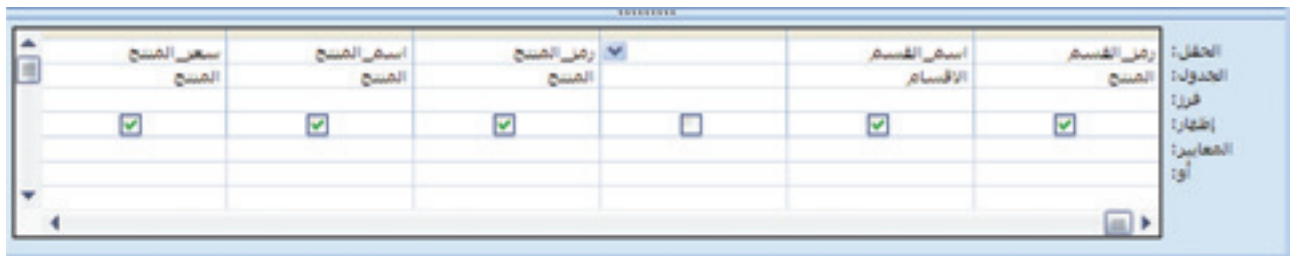 الحقل: رمز_القسم اسم_القسم رمز_المنتج اسم_المنتج سعر_المنتج
الجدول: المنتج الاقسام المنتج المنتج المنتج
فرز:
إظهار:
المعايير:
أو: